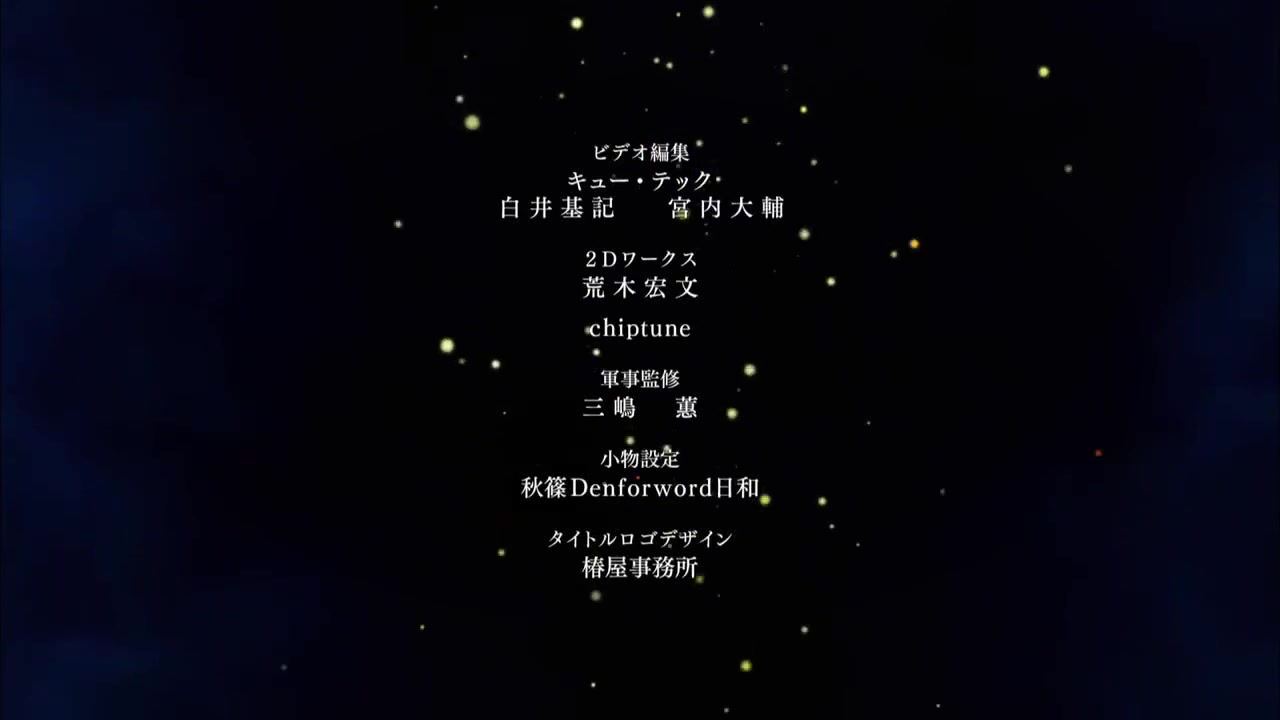 ビデオ編集
キュー・テック
白井基記　宮内大輔
２Ｄワークス
荒木宏文
chiptune
軍事監修
三嶋　蕙
小物設定
秋篠Denforword日和
タイトルロゴデザイン
椿屋事務所